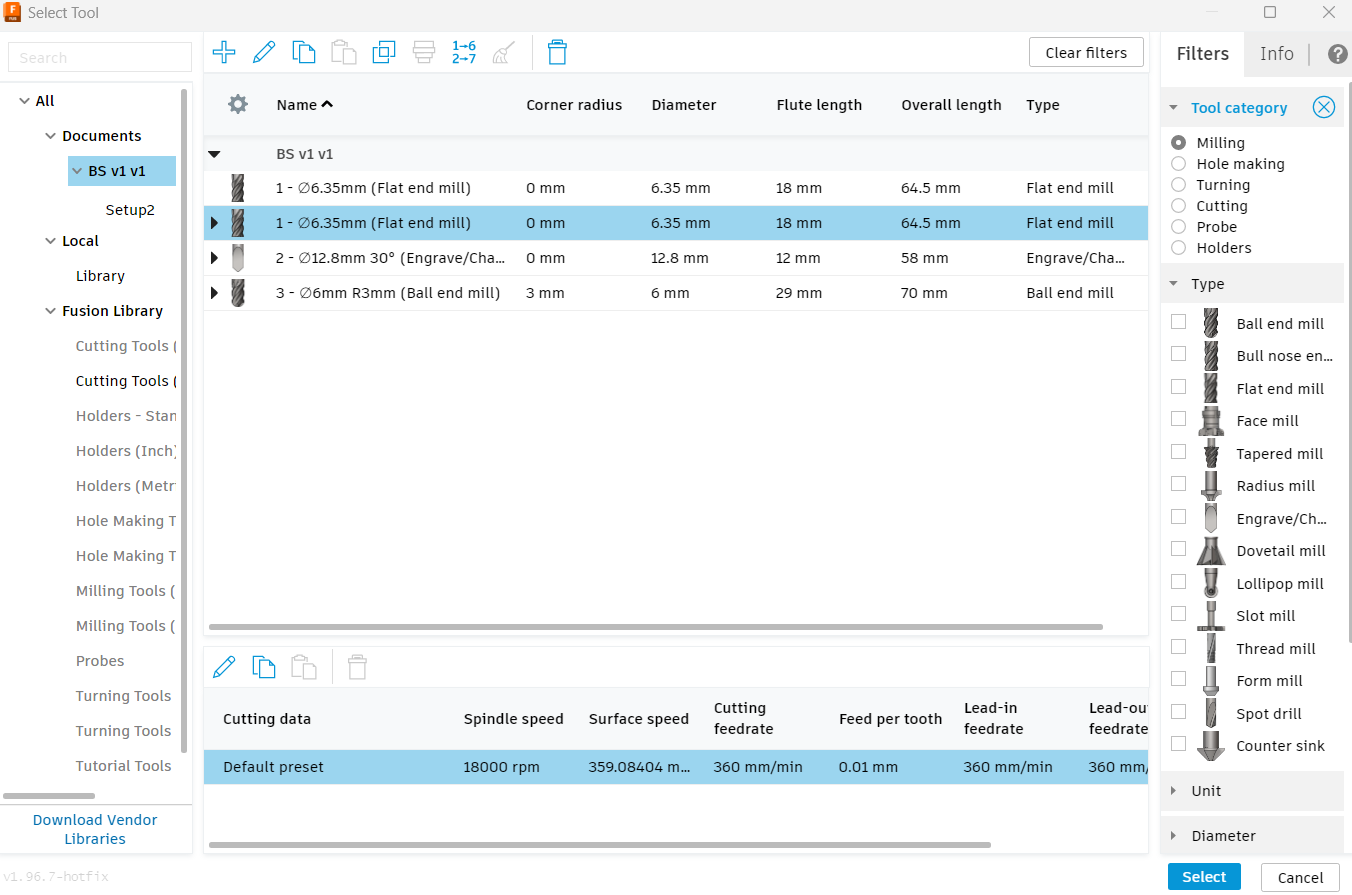 Select Tool
Search
All
Documents
BS v1 v1
Setup2
Local
Library
Fusion Library
Cutting Tools (
Cutting Tools (
Holders - Stan
Holders (Inch)
Holders (Metr
Hole Making T
Hole Making T
Milling Tools (
Milling Tools (
Probes
Turning Tools
Turning Tools
Tutorial Tools
Download Vendor
Libraries
v1.96.7-hotfix
1→6
2→7
Clear filters
Name Corner radius Diameter Flute length Overall length Type
BS v1 v1
1 - ∅6.35mm (Flat end mill) 0 mm 6.35 mm 18 mm 64.5 mm Flat end mill
1 - ∅6.35mm (Flat end mill) 0 mm 6.35 mm 18 mm 64.5 mm Flat end mill
2 - ∅12.8mm 30° (Engrave/Cha... 0 mm 12.8 mm 12 mm 58 mm Engrave/Cha...
3 - ∅6mm R3mm (Ball end mill) 3 mm 6 mm 29 mm 70 mm Ball end mill
Cutting data Spindle speed Surface speed Cutting feedrate Feed per tooth Lead-in feedrate Lead-ou feedrate
Default preset 18000 rpm 359.08404 m... 360 mm/min 0.01 mm 360 mm/min 360 mm/
Filters Info ?
Tool category
Milling
Hole making
Turning
Cutting
Probe
Holders
Type
Ball end mill
Bull nose en...
Flat end mill
Face mill
Tapered mill
Radius mill
Engrave/Ch...
Dovetail mill
Lollipop mill
Slot mill
Thread mill
Form mill
Spot drill
Counter sink
Unit
Diameter
Select Cancel